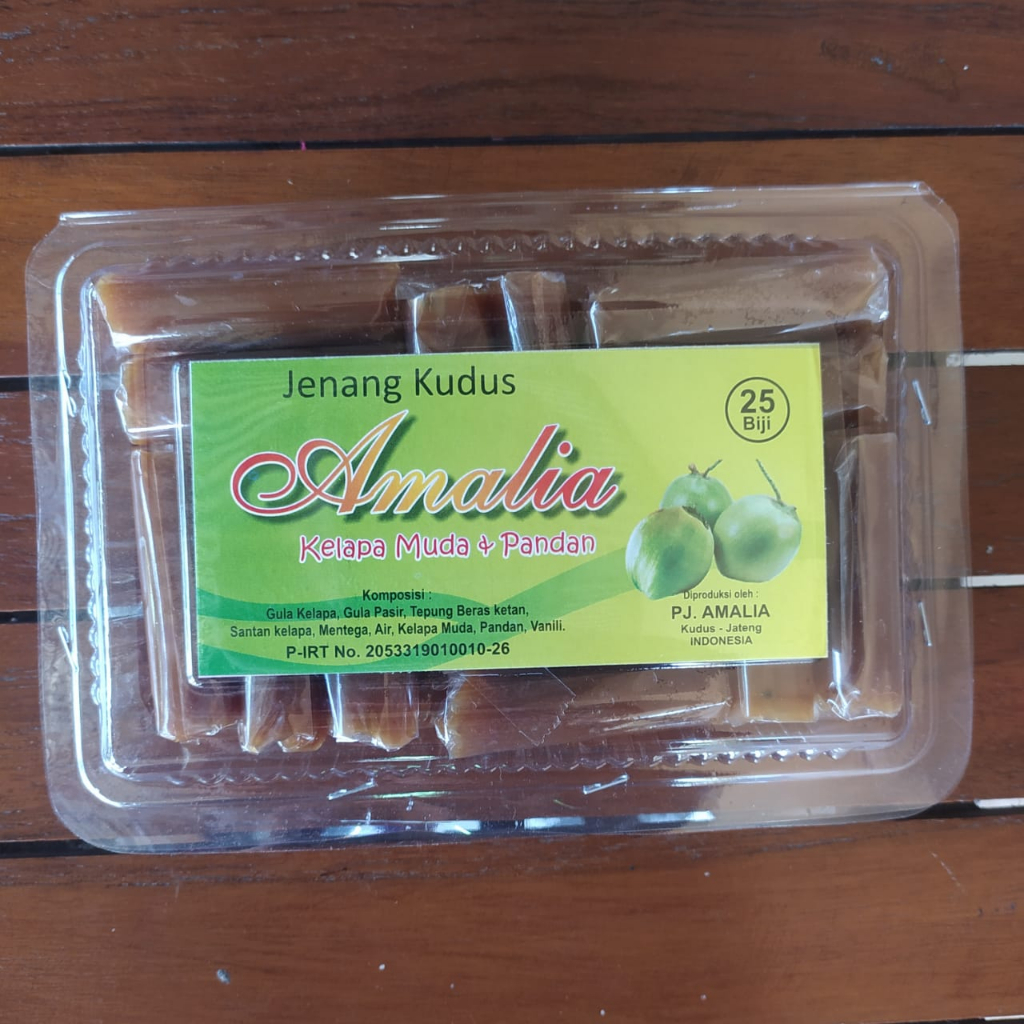 Jenang Kudus
25
Biji
Amalia
Kelapa Muda & Pandan
Komposisi :
Gula Kelapa, Gula Pasir, Tepung Beras ketan,
Santan kelapa, Mentega, Air, Kelapa Muda, Pandan, Vanili.
P-IRT No. 2053319010010-26
Diproduksi oleh :
PJ. AMALIA
Kudus - Jateng
INDONESIA